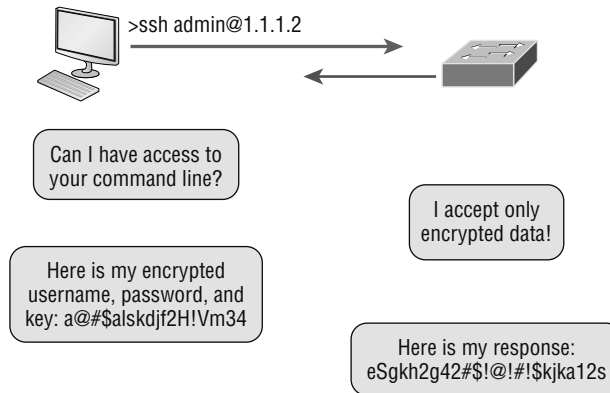 >ssh admin@1.1.1.2
Can I have access to
your command line?
I accept only
encrypted data!
Here is my encrypted
username, password, and
key: a@#$alskdjf2H!Vm34
Here is my response:
eSgkh2g42#$!@!#!$kjka12s